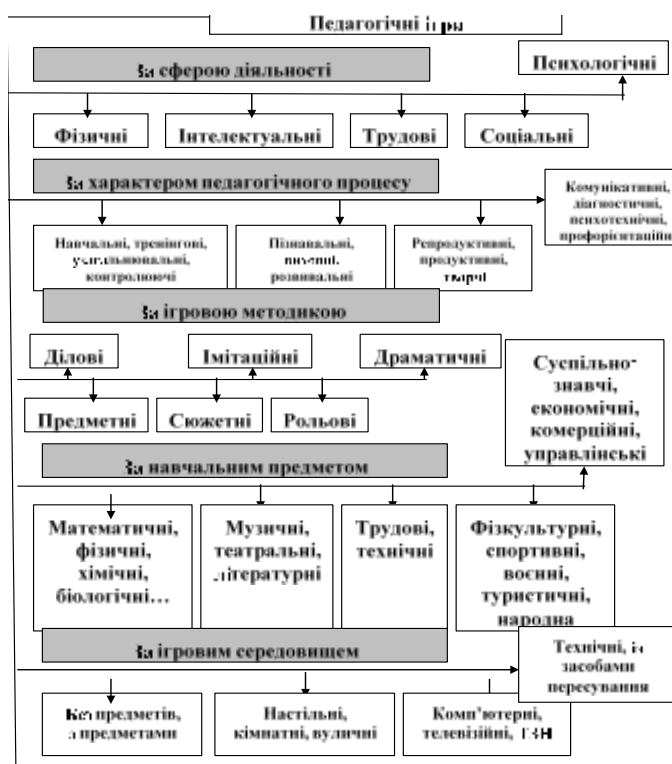 Педагогічні ігри
За сферою діяльності
Психологічні
Фізичні
Інтелектуальні
Трудові
Соціальні
За характером педагогічного процесу
Комунікативні,
діагностичні,
психотехнічні,
профорієнтаційн
Навчальні, тренінгові,
узагальнювальні,
контролюючі
Пізнавальні,
виховні,
розвивальні
Репродуктивні,
продуктивні,
творчі
За ігровою методикою
Ділові
Імітаційні
Драматичні
Предметні
Сюжетні
Рольові
Суспільно-
знавчі,
економічні,
комерційні,
управлінські
За навчальним предметом
Математичні,
фізичні,
хімічні,
біологічні…
Музичні,
театральні,
літературні
Трудові,
технічні
Фізкультурні,
спортивні,
воєнні,
туристичні,
народна
За ігровим середовищем
Технічні, із
засобами
пересування
Без предметів,
з предметами
Настільні,
кімнатні, вуличні
Комп’ютерні,
телевізійні, ТЗН